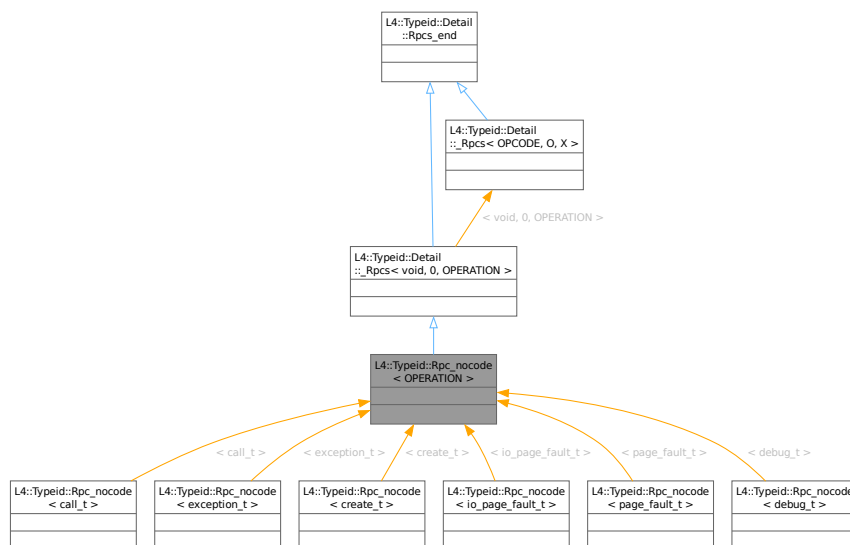 L4::Typeid::Detail
::Rpcs_end
L4::Typeid::Detail
::_Rpcs< OPCODE, O, X >
< void, 0, OPERATION >
L4::Typeid::Detail
::_Rpcs< void, 0, OPERATION >
L4::Typeid::Rpc_nocode
< OPERATION >
< call_t >
< exception_t >
< create_t >
< io_page_fault_t >
< page_fault_t >
< debug_t >
L4::Typeid::Rpc_nocode
< call_t >
L4::Typeid::Rpc_nocode
< exception_t >
L4::Typeid::Rpc_nocode
< create_t >
L4::Typeid::Rpc_nocode
< io_page_fault_t >
L4::Typeid::Rpc_nocode
< page_fault_t >
L4::Typeid::Rpc_nocode
< debug_t >